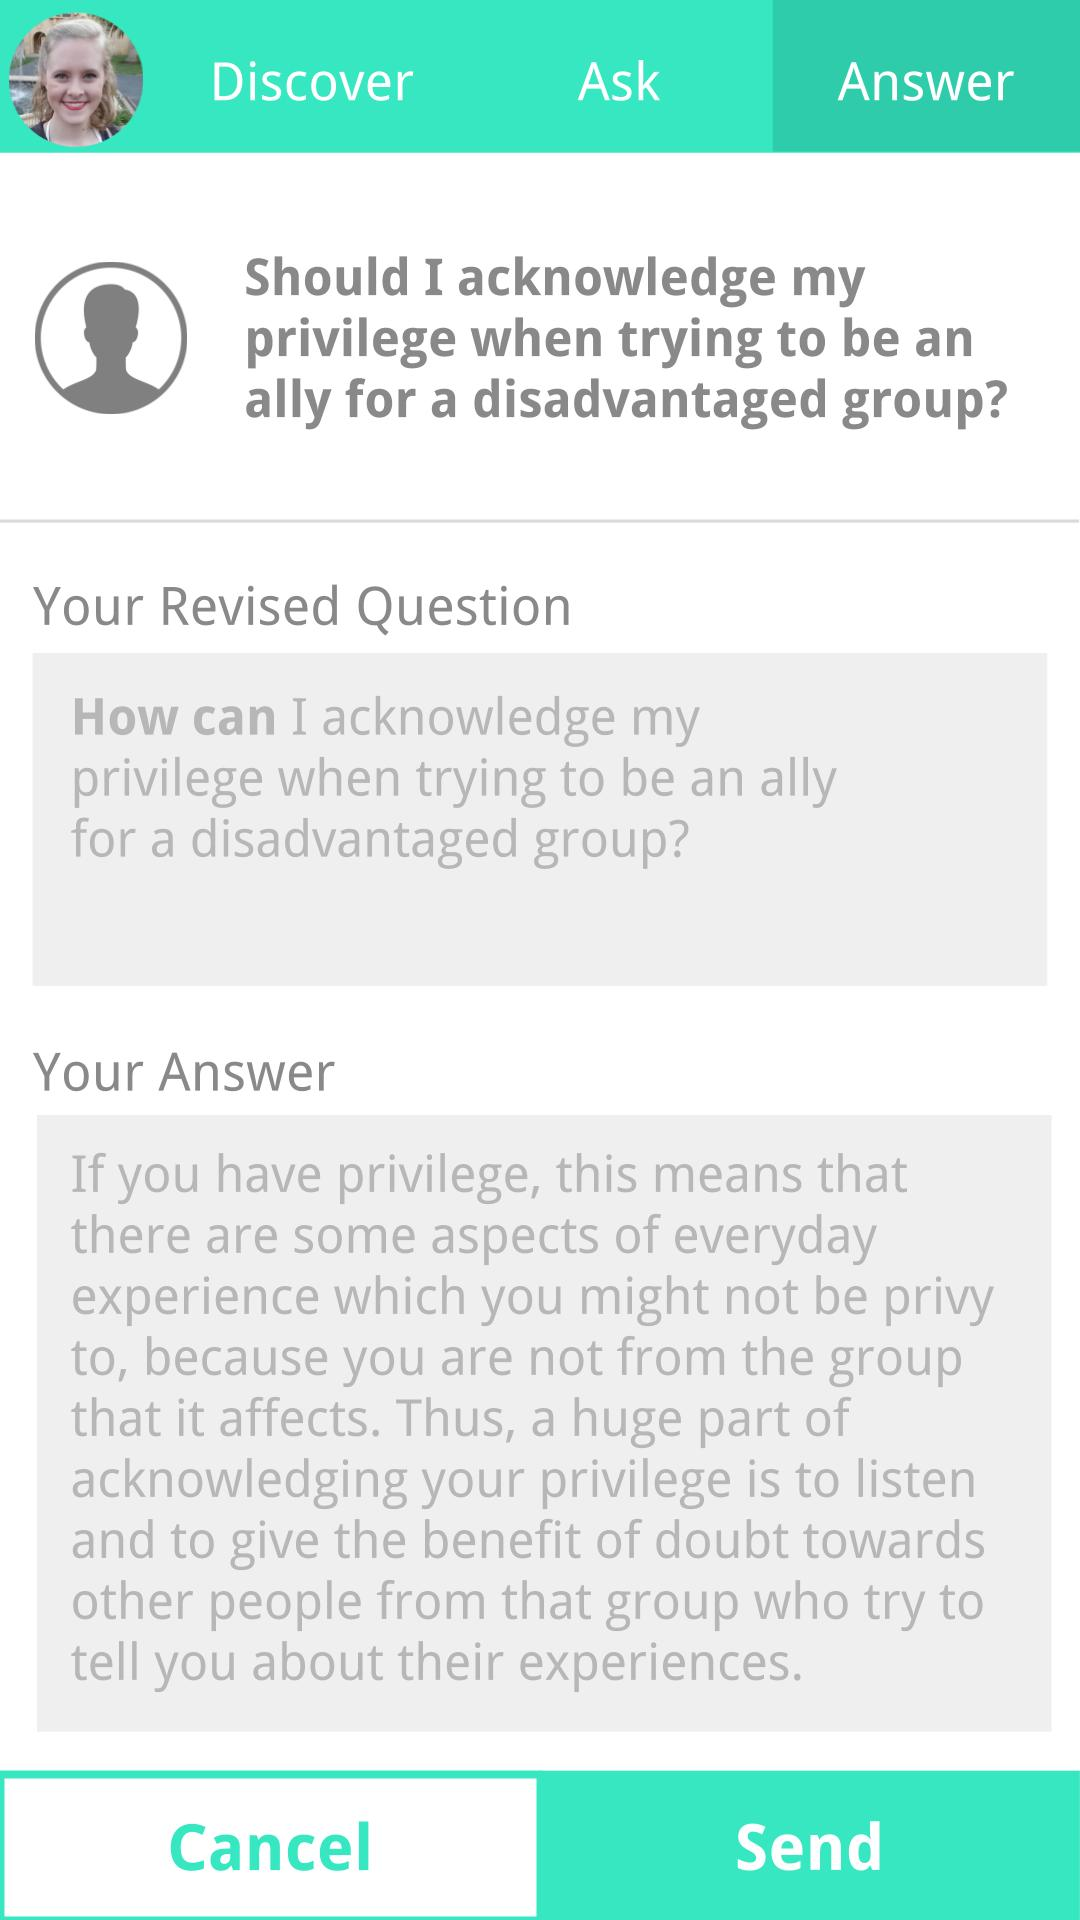 Discover Ask Answer
Should I acknowledge my
privilege when trying to be an
ally for a disadvantaged group?
Your Revised Question
How can I acknowledge my
privilege when trying to be an ally
for a disadvantaged group?
Your Answer
If you have privilege, this means that
there are some aspects of everyday
experience which you might not be privy
to, because you are not from the group
that it affects. Thus, a huge part of
acknowledging your privilege is to listen
and to give the benefit of doubt towards
other people from that group who try to
tell you about their experiences.
Cancel Send